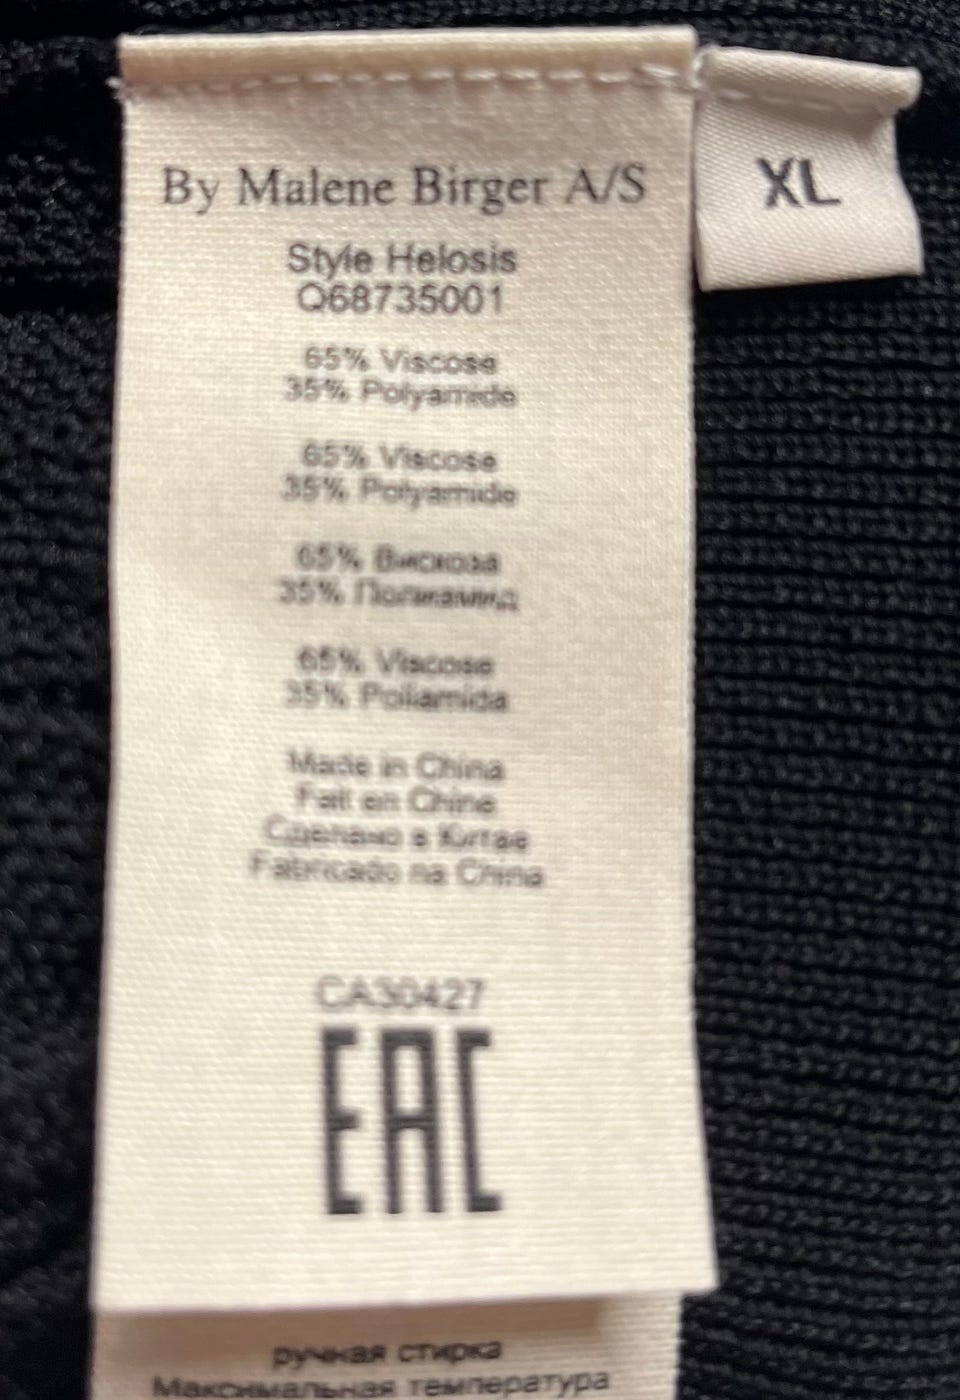 By Malene Birger A/S
XL
Style Helosis
Q68735001
65% Viscose
35% Polyamide
65% Viscose
35% Polyamide
65% Вискоза
35% Полиамид
65% Viscose
35% Poliamida
Made in China
Fait en Chine
Сделано в Китае
Fabricado na China
CA30427
EAC
ручная стирка
Максимальная температура